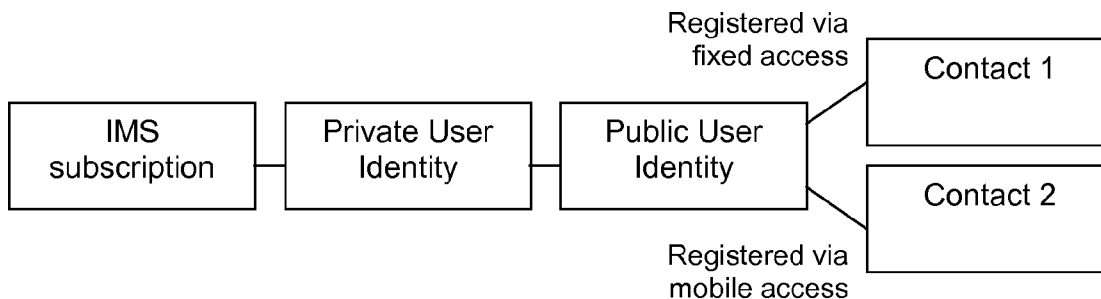 Registered via
fixed access
Contact 1
IMS
subscription
Private User
Identity
Public User
Identity
Contact 2
Registered via
mobile access